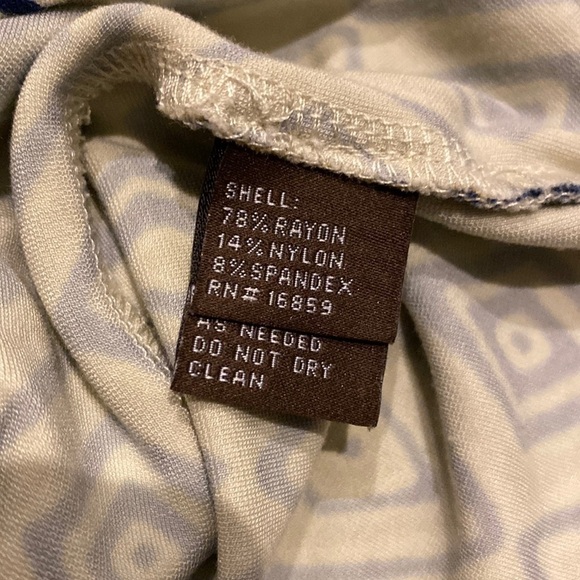 SHELL:
78% RAYON
14% NYLON
8% SPANDEX
RN# 16859
AS NEEDED
DO NOT DRY
CLEAN